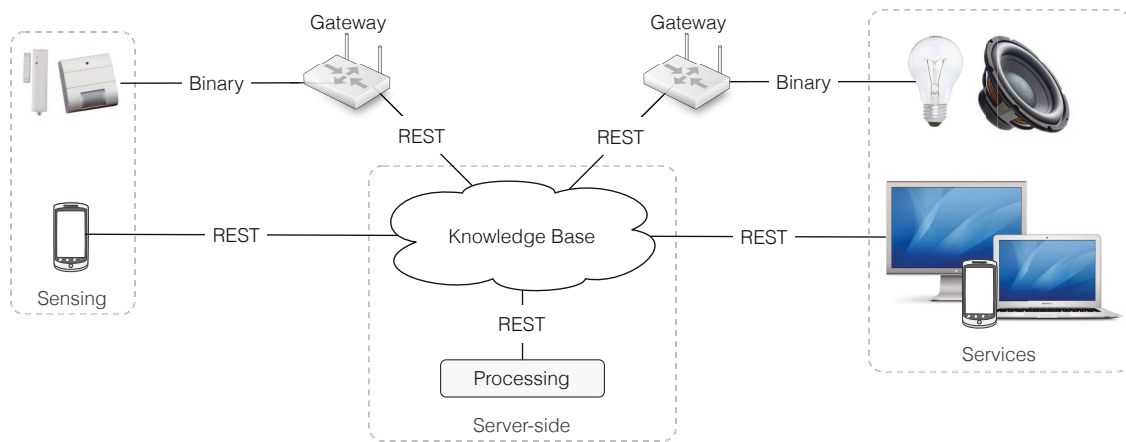 Gateway
Gateway
Binary
Binary
REST
REST
REST
Knowledge Base
REST
Sensing
REST
Processing
Services
Server-side